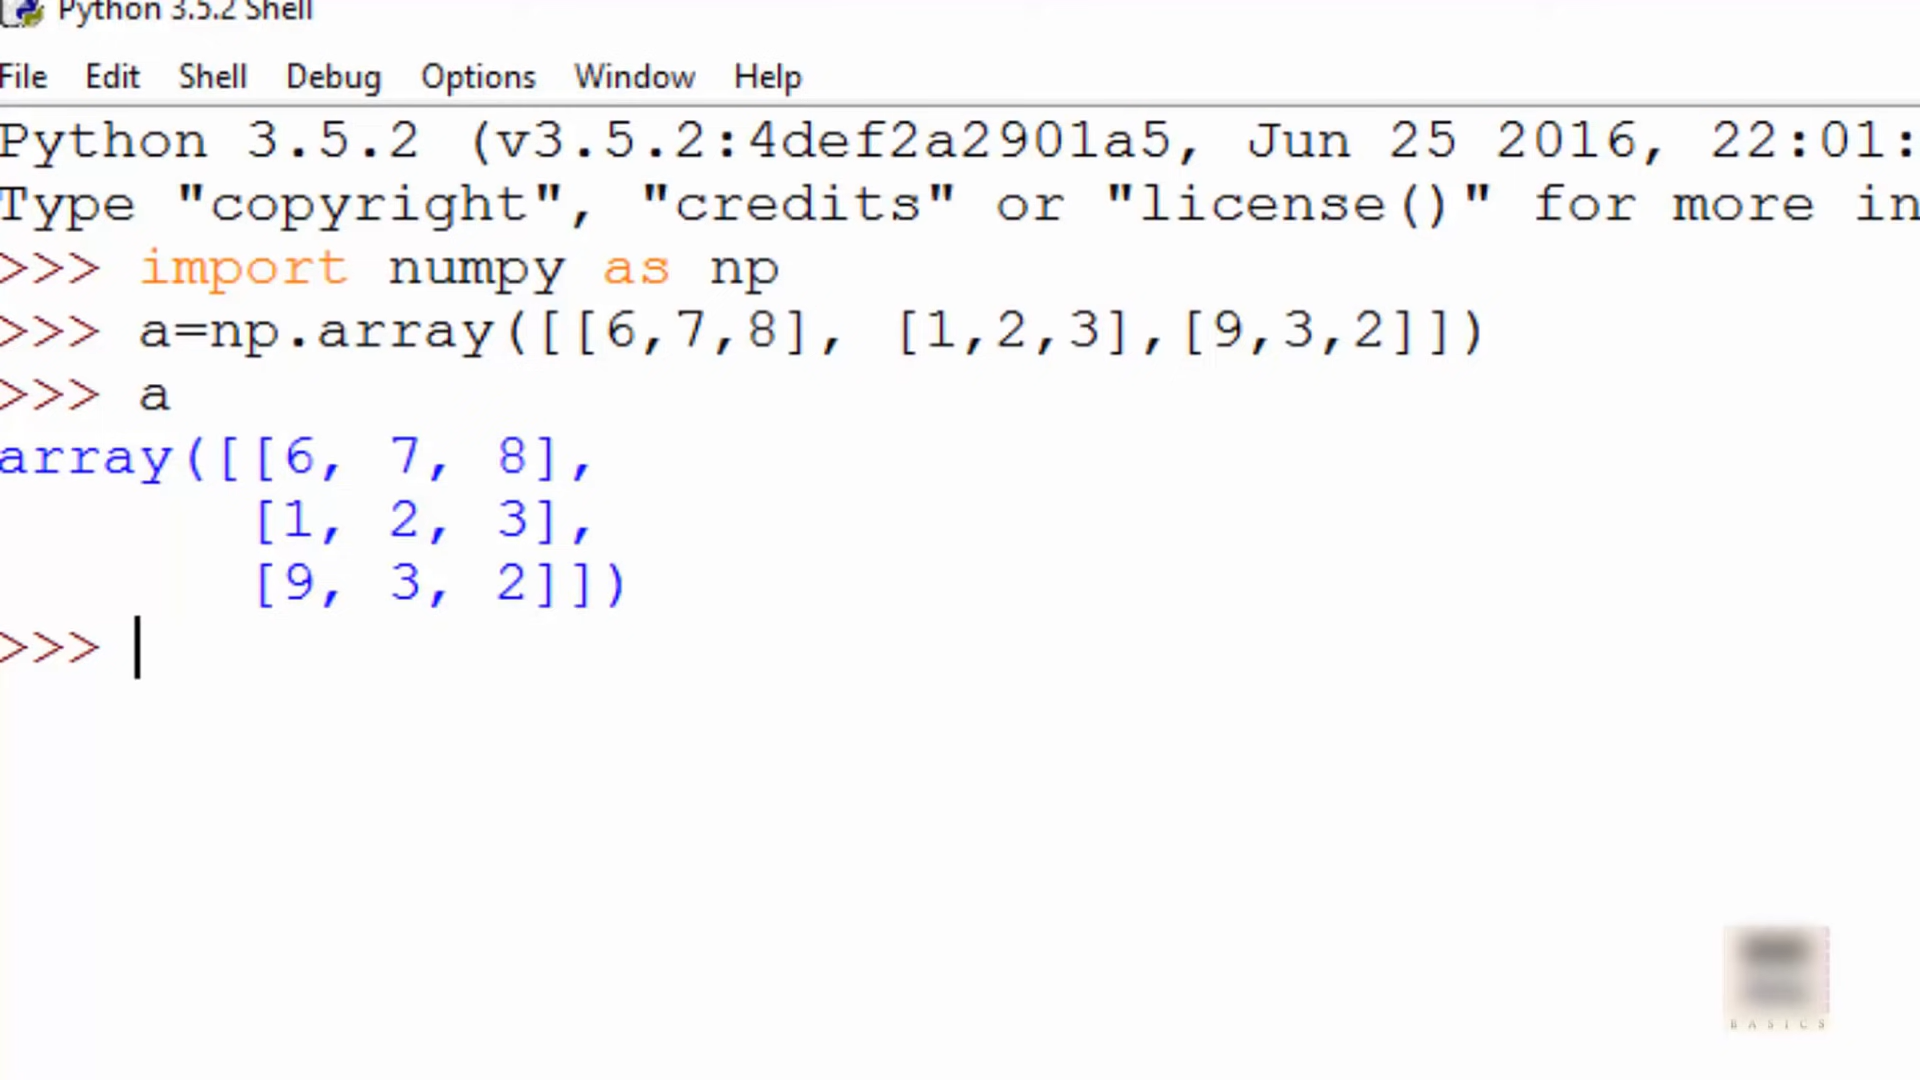 Python 3.5.2 Shell
File Edit Shell Debug Options Window Help
Python 3.5.2 (v3.5.2:4def2a2901a5, Jun 25 2016, 22:01:
Type "copyright", "credits" or "license()" for more in
>>> import numpy as np
>>> a=np.array([[6,7,8], [1,2,3],[9,3,2]])
>>> a
array([[6, 7, 8],
       [1, 2, 3],
       [9, 3, 2]])
>>>
BASICS